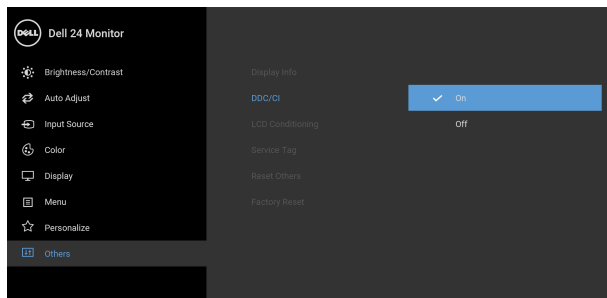 DELL
Dell 24 Monitor
Brightness/Contrast
Auto Adjust
Input Source
Color
Display
Menu
Personalize
Others
Display Info
DDC/CI
LCD Conditioning
Service Tag
Reset Others
Factory Reset
On
Off